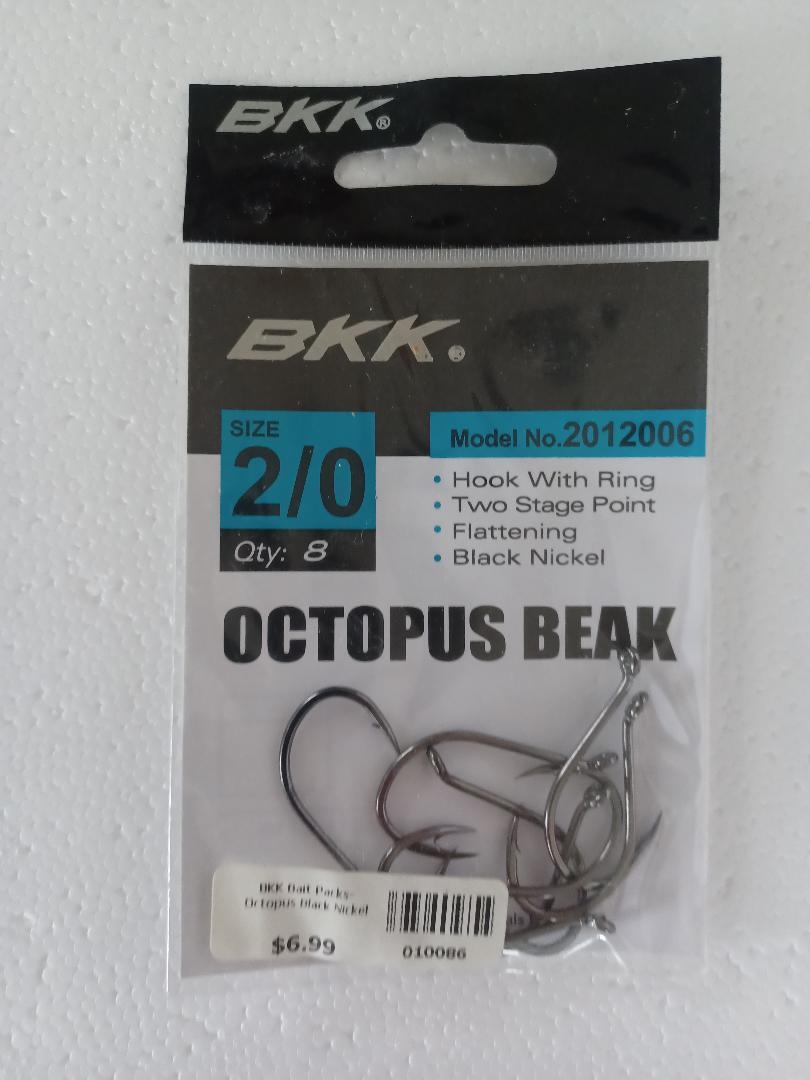 BKK®
BKK®
SIZE
2/0
Qty: 8
Model No.2012006
• Hook With Ring
• Two Stage Point
• Flattening
• Black Nickel
OCTOPUS BEAK
BKK Bait Packs-
Octopus Black Nickel
$6.99
010086